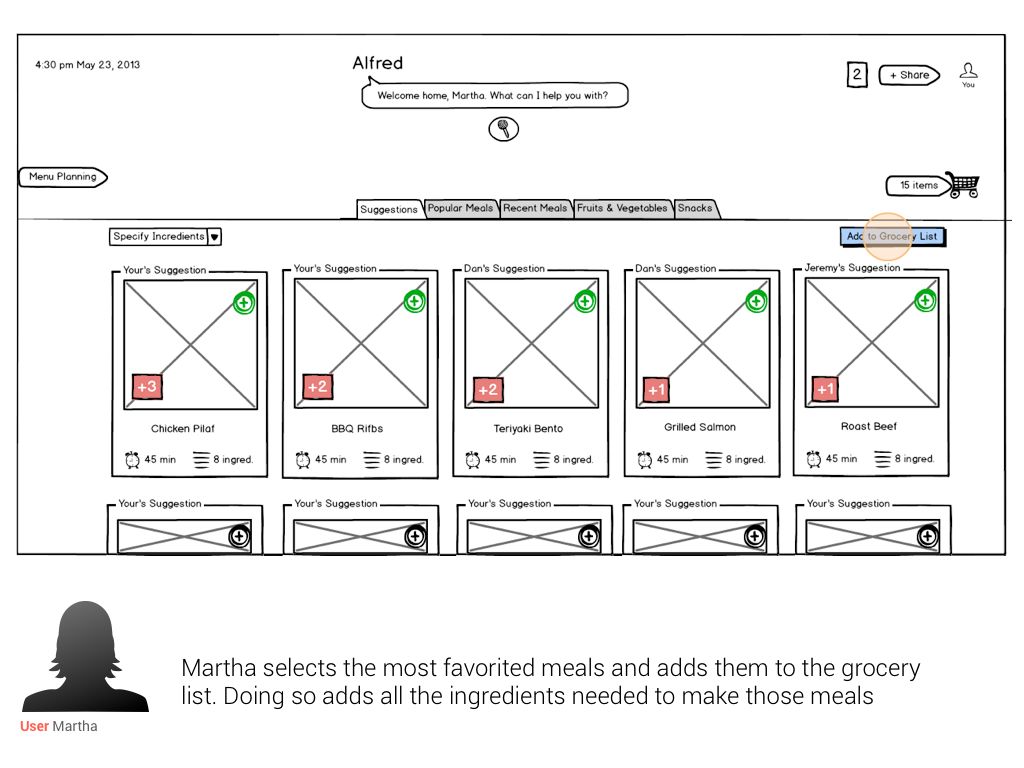 4:30 pm May 23, 2013
Alfred
2
+ Share
You
Welcome home, Martha. What can I help you with?
Menu Planning
15 items
Suggestions
Popular Meals
Recent Meals
Fruits & Vegetables
Snacks
Specify Ingredients
Add to Grocery List
Your's Suggestion
Your's Suggestion
Dan's Suggestion
Dan's Suggestion
Jeremy's Suggestion
+3
+2
+2
+1
+1
Chicken Pilaf
BBQ Rifbs
Teriyaki Bento
Grilled Salmon
Roast Beef
45 min
8 ingred.
45 min
8 ingred.
45 min
8 ingred.
45 min
8 ingred.
45 min
8 ingred.
Your's Suggestion
Your's Suggestion
Your's Suggestion
Your's Suggestion
Your's Suggestion
Martha selects the most favorited meals and adds them to the grocery
list. Doing so adds all the ingredients needed to make those meals
User Martha